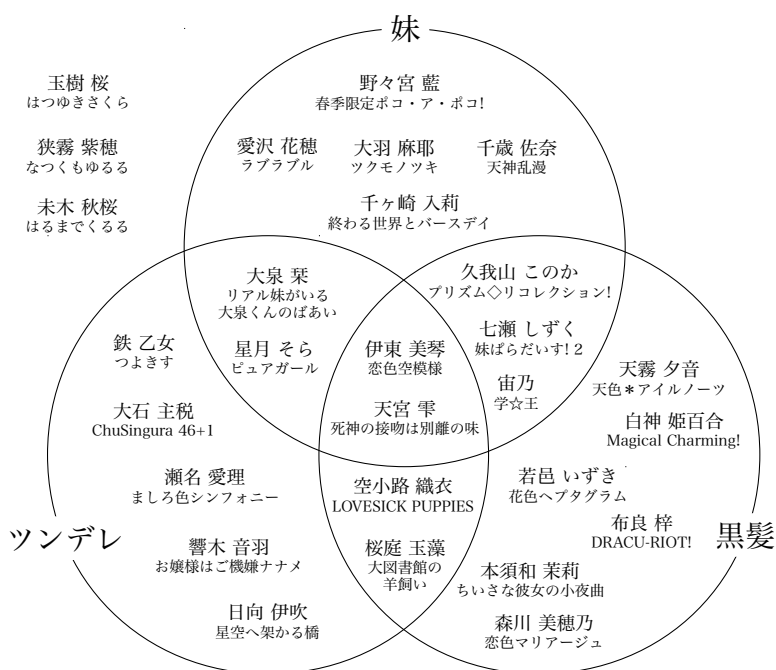 妹
玉樹 桜
はつゆきさくら
狭霧 紫穂
なつくもゆるる
未木 秋桜
はるまでくるる
野々宮 藍
春季限定ポコ・ア・ポコ!
愛沢 花穂
ラブラブル
大羽 麻耶
ツクモノツキ
千歳 佐奈
天神乱漫
千ヶ崎 入莉
終わる世界とバースデイ
大泉 栞
リアル妹がいる
大泉くんのばあい
星月 そら
ピュアガール
久我山 このか
プリズム◇リコレクション!
七瀬 しずく
妹ぱらだいす! 2
宙乃
学☆王
伊東 美琴
恋色空模様
天宮 雫
死神の接吻は別離の味
鉄 乙女
つよきす
大石 主税
ChuSingura 46+1
瀬名 愛理
ましろ色シンフォニー
ツンデレ
響木 音羽
お嬢様はご機嫌ナナメ
日向 伊吹
星空へ架かる橋
空小路 織衣
LOVESICK PUPPIES
桜庭 玉藻
大図書館の
羊飼い
天霧 夕音
天色＊アイルノーツ
白神 姫百合
Magical Charming!
若邑 いずき
花色ヘプタグラム
布良 梓
DRACU-RIOT!
黒髪
本須和 茉莉
ちいさな彼女の小夜曲
森川 美穂乃
恋色マリアージュ